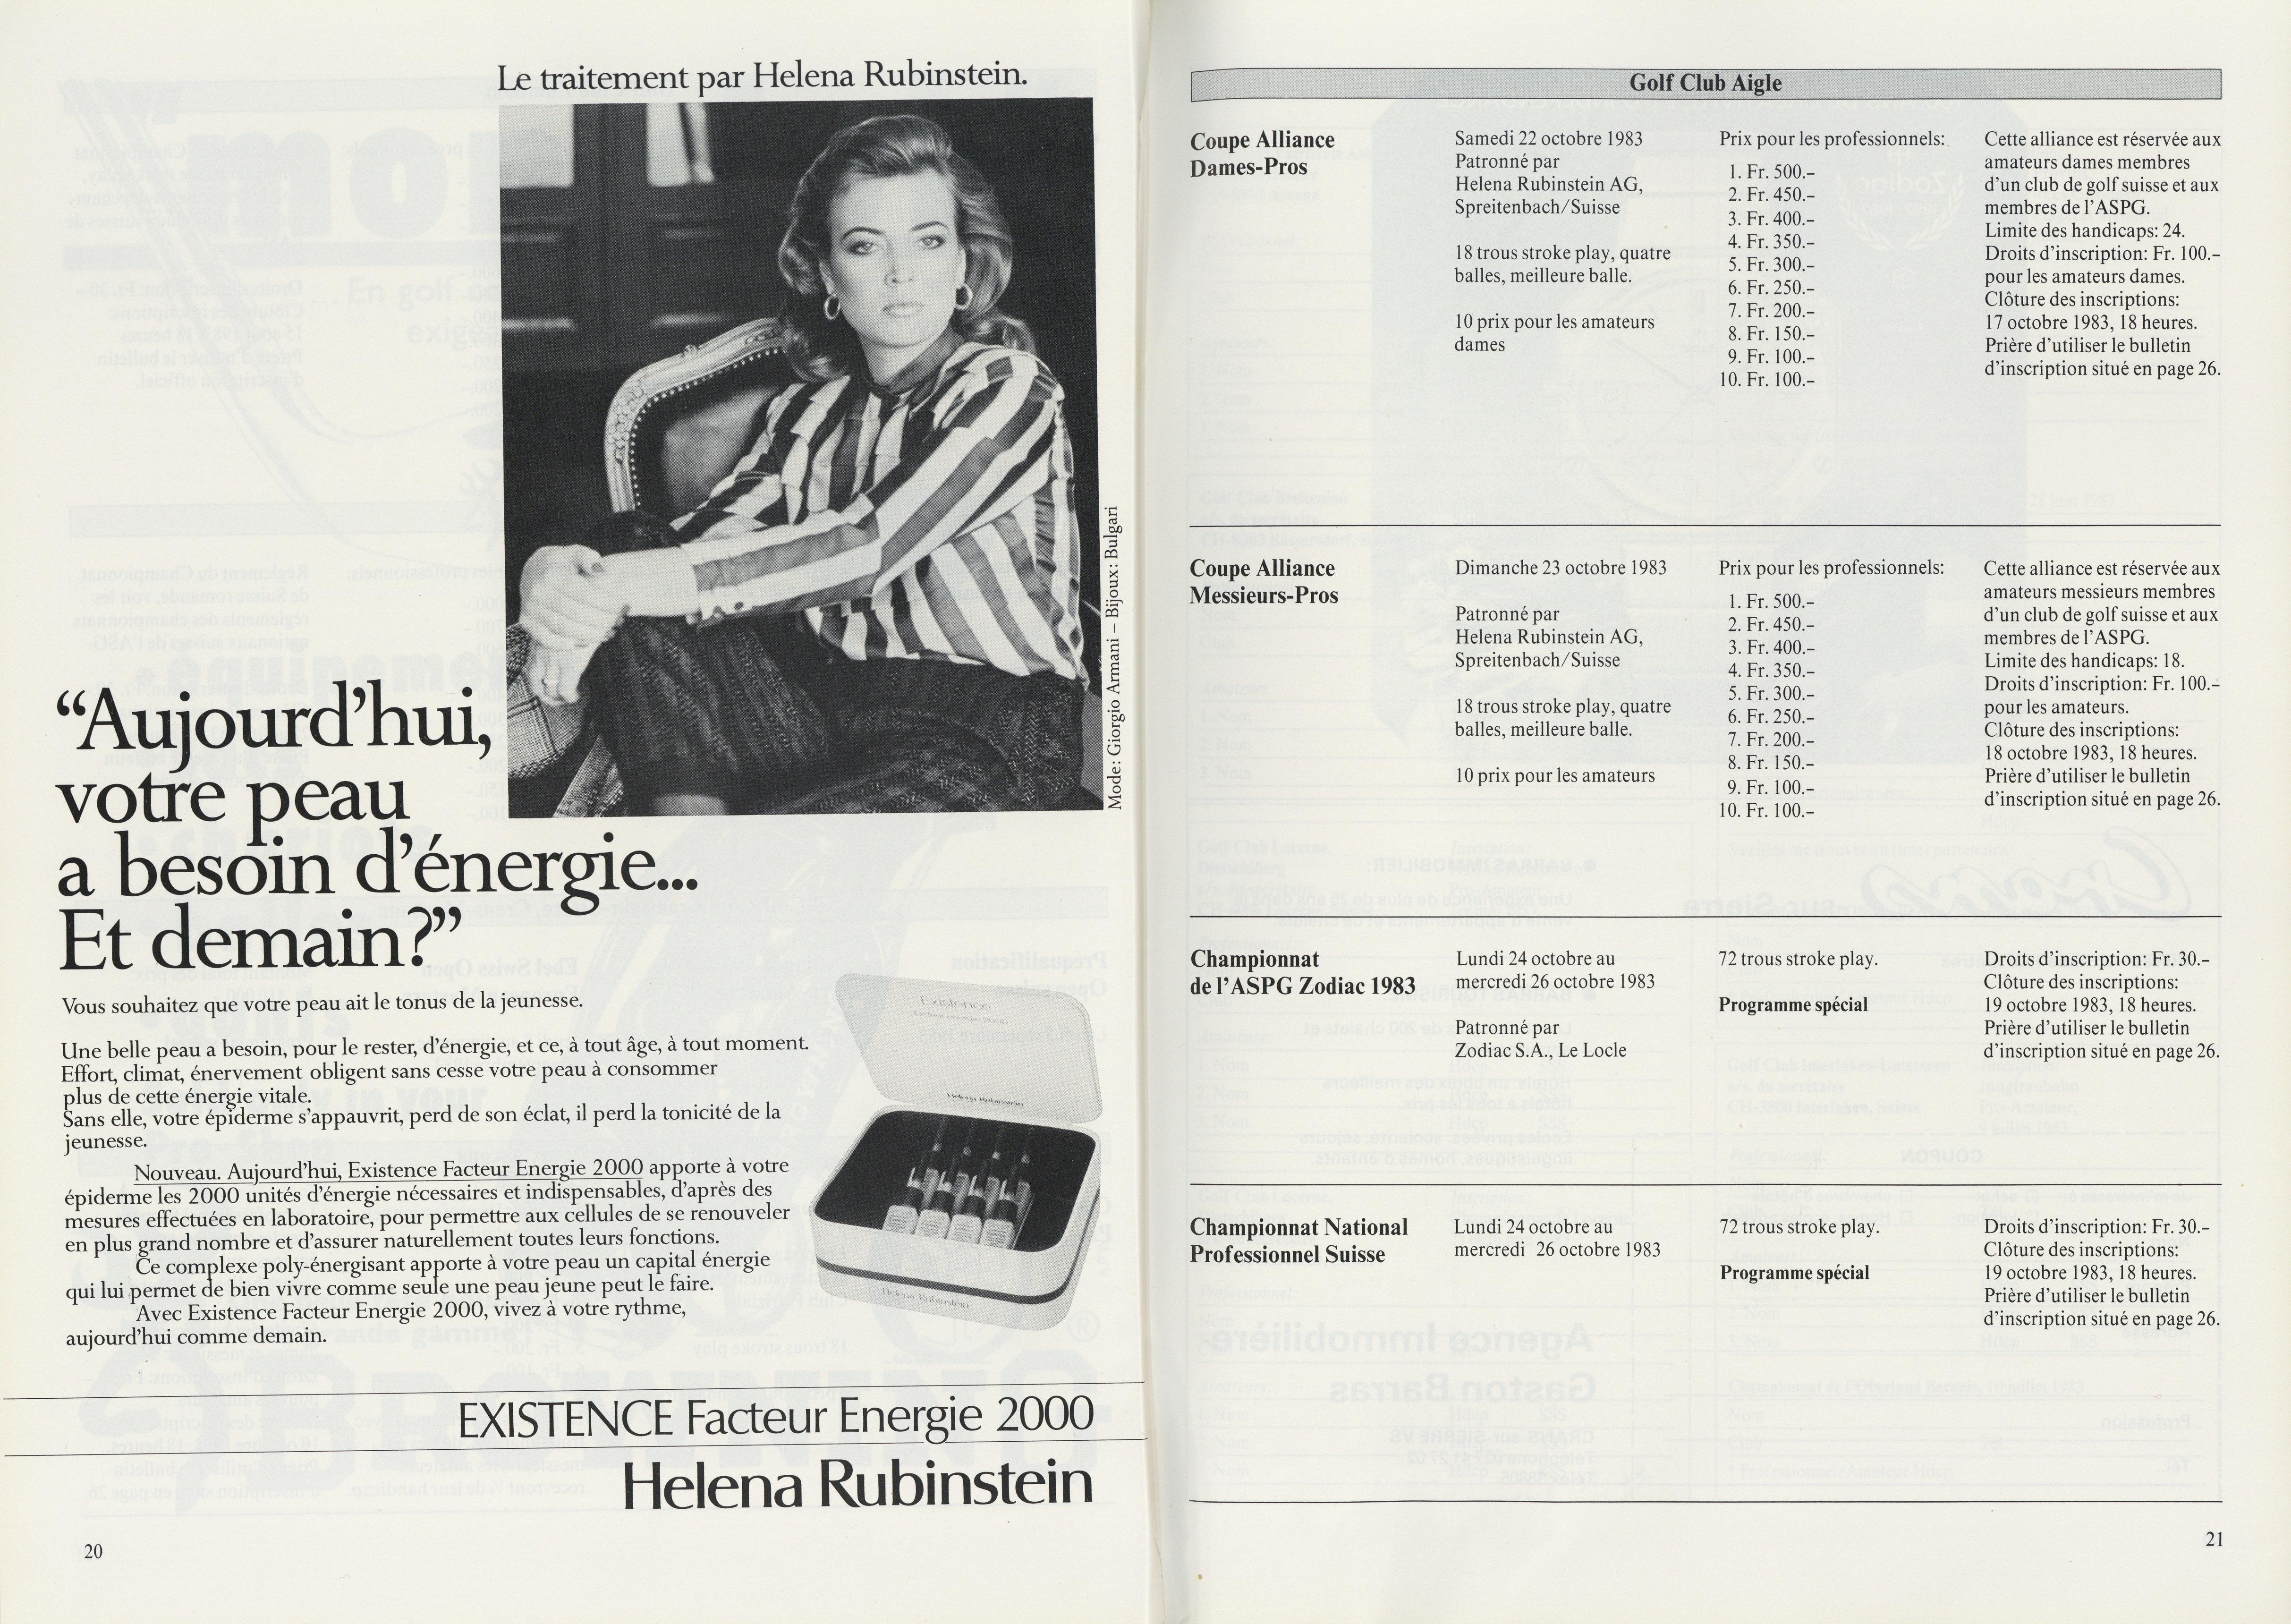 Le traitement par Helena Rubinstein.
Mode: Giorgio Armani – Bijoux: Bulgari
“Aujourd’hui,
votre peau
a besoin d’énergie...
Et demain?”
Vous souhaitez que votre peau ait le tonus de la jeunesse.
Une belle peau a besoin, pour le rester, d’énergie, et ce, à tout âge, à tout moment.
Effort, climat, énervement obligent sans cesse votre peau à consommer
plus de cette énergie vitale.
Sans elle, votre épiderme s’appauvrit, perd de son éclat, il perd la tonicité de la
jeunesse.
Nouveau. Aujourd’hui, Existence Facteur Energie 2000 apporte à votre
épiderme les 2000 unités d’énergie nécessaires et indispensables, d’après des
mesures effectuées en laboratoire, pour permettre aux cellules de se renouveler
en plus grand nombre et d’assurer naturellement toutes leurs fonctions.
Ce complexe poly-énergisant apporte à votre peau un capital énergie
qui lui permet de bien vivre comme seule une peau jeune peut le faire.
Avec Existence Facteur Energie 2000, vivez à votre rythme,
aujourd’hui comme demain.
Existence
facteur energie 2000
Helena Rubinstein
Helena Rubinstein
EXISTENCE Facteur Energie 2000
Helena Rubinstein
20
Golf Club Aigle
Coupe Alliance
Dames-Pros
Samedi 22 octobre 1983
Patronné par
Helena Rubinstein AG,
Spreitenbach/Suisse
18 trous stroke play, quatre
balles, meilleure balle.
10 prix pour les amateurs
dames
Prix pour les professionnels:
1. Fr. 500.–
2. Fr. 450.–
3. Fr. 400.–
4. Fr. 350.–
5. Fr. 300.–
6. Fr. 250.–
7. Fr. 200.–
8. Fr. 150.–
9. Fr. 100.–
10. Fr. 100.–
Cette alliance est réservée aux
amateurs dames membres
d’un club de golf suisse et aux
membres de l’ASPG.
Limite des handicaps: 24.
Droits d’inscription: Fr. 100.–
pour les amateurs dames.
Clôture des inscriptions:
17 octobre 1983, 18 heures.
Prière d’utiliser le bulletin
d’inscription situé en page 26.
Coupe Alliance
Messieurs-Pros
Dimanche 23 octobre 1983
Patronné par
Helena Rubinstein AG,
Spreitenbach/Suisse
18 trous stroke play, quatre
balles, meilleure balle.
10 prix pour les amateurs
Prix pour les professionnels:
1. Fr. 500.–
2. Fr. 450.–
3. Fr. 400.–
4. Fr. 350.–
5. Fr. 300.–
6. Fr. 250.–
7. Fr. 200.–
8. Fr. 150.–
9. Fr. 100.–
10. Fr. 100.–
Cette alliance est réservée aux
amateurs messieurs membres
d’un club de golf suisse et aux
membres de l’ASPG.
Limite des handicaps: 18.
Droits d’inscription: Fr. 100.–
pour les amateurs.
Clôture des inscriptions:
18 octobre 1983, 18 heures.
Prière d’utiliser le bulletin
d’inscription situé en page 26.
Championnat
de l’ASPG Zodiac 1983
Lundi 24 octobre au
mercredi 26 octobre 1983
Patronné par
Zodiac S.A., Le Locle
72 trous stroke play.
Programme spécial
Droits d’inscription: Fr. 30.–
Clôture des inscriptions:
19 octobre 1983, 18 heures.
Prière d’utiliser le bulletin
d’inscription situé en page 26.
Championnat National
Professionnel Suisse
Lundi 24 octobre au
mercredi 26 octobre 1983
72 trous stroke play.
Programme spécial
Droits d’inscription: Fr. 30.–
Clôture des inscriptions:
19 octobre 1983, 18 heures.
Prière d’utiliser le bulletin
d’inscription situé en page 26.
21